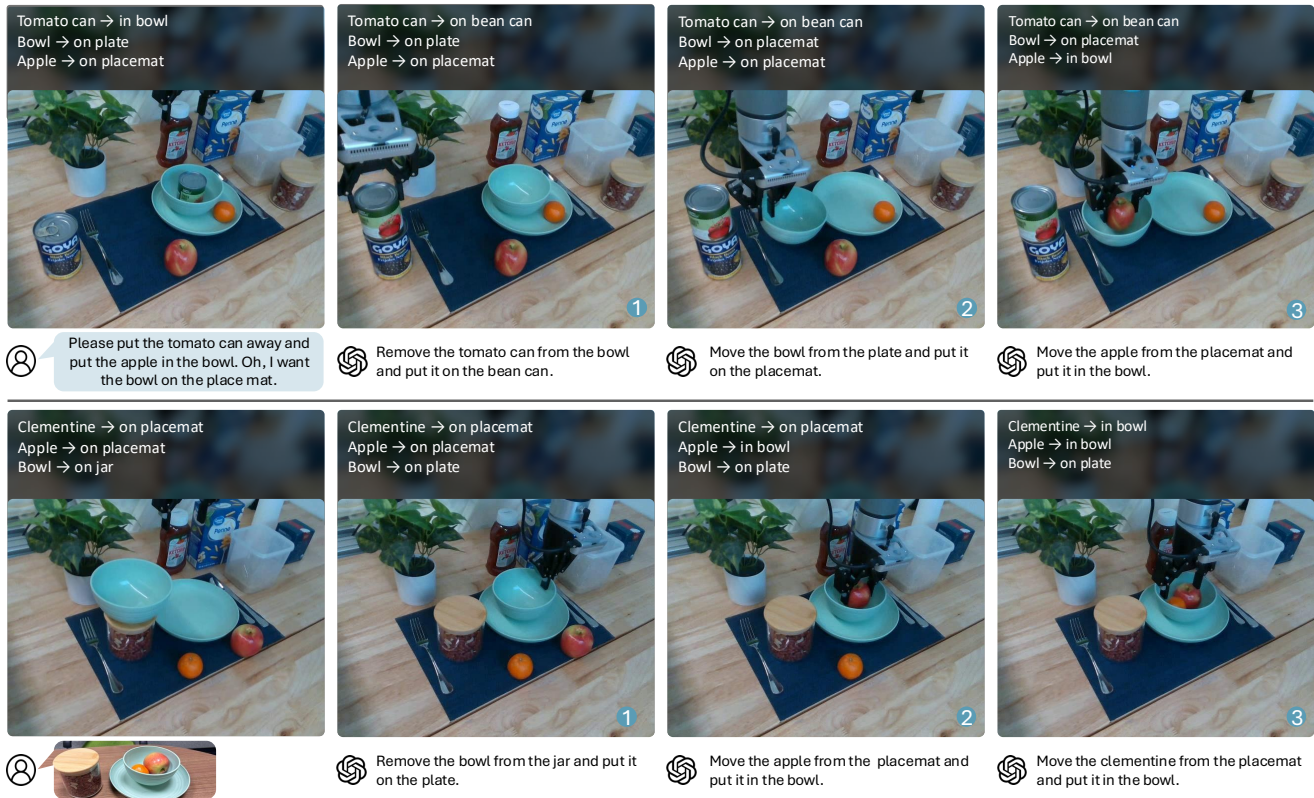 Tomato can → in bowl
Bowl → on plate
Apple → on placemat
Tomato can → on bean can
Bowl → on plate
Apple → on placemat
Tomato can → on bean can
Bowl → on placemat
Apple → on placemat
Tomato can → on bean can
Bowl → on placemat
Apple → in bowl
GOYA
KETCHUP
Penne
GOYA
KETCHUP
Penne
1
GOYA
Penne
2
GOYA
Penne
3
Please put the tomato can away and
put the apple in the bowl. Oh, I want
the bowl on the place mat.
Remove the tomato can from the bowl
and put it on the bean can.
Move the bowl from the plate and put it
on the placemat.
Move the apple from the placemat and
put it in the bowl.
Clementine → on placemat
Apple → on placemat
Bowl → on jar
Clementine → on placemat
Apple → on placemat
Bowl → on plate
Clementine → on placemat
Apple → in bowl
Bowl → on plate
Clementine → in bowl
Apple → in bowl
Bowl → on plate
1
2
3
Remove the bowl from the jar and put it
on the plate.
Move the apple from the placemat and
put it in the bowl.
Move the clementine from the placemat
and put it in the bowl.